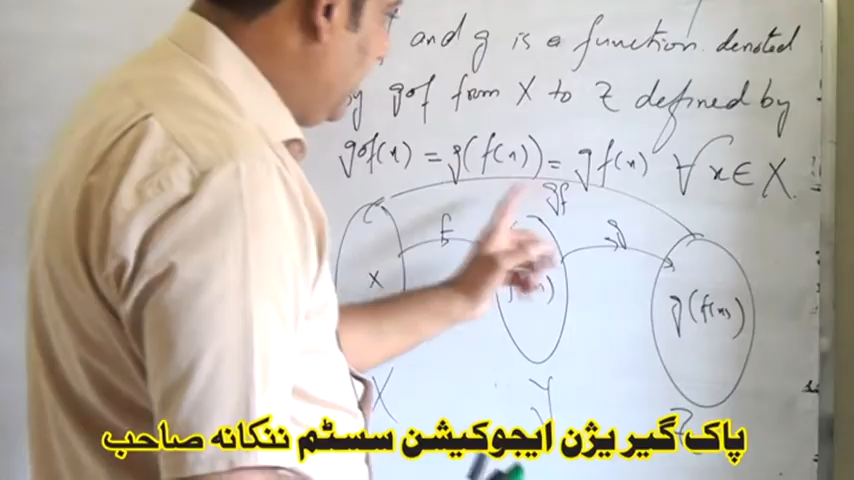 and g is a function denoted
by gof from X to Z defined by
gof(x) = g(f(x)) = gf(x) ∀ x ∈ X.
gf
f
g
x
g(f(x))
X
Y
Z
پاک گیریژن ایجوکیشن سسٹم ننکانہ صاحب